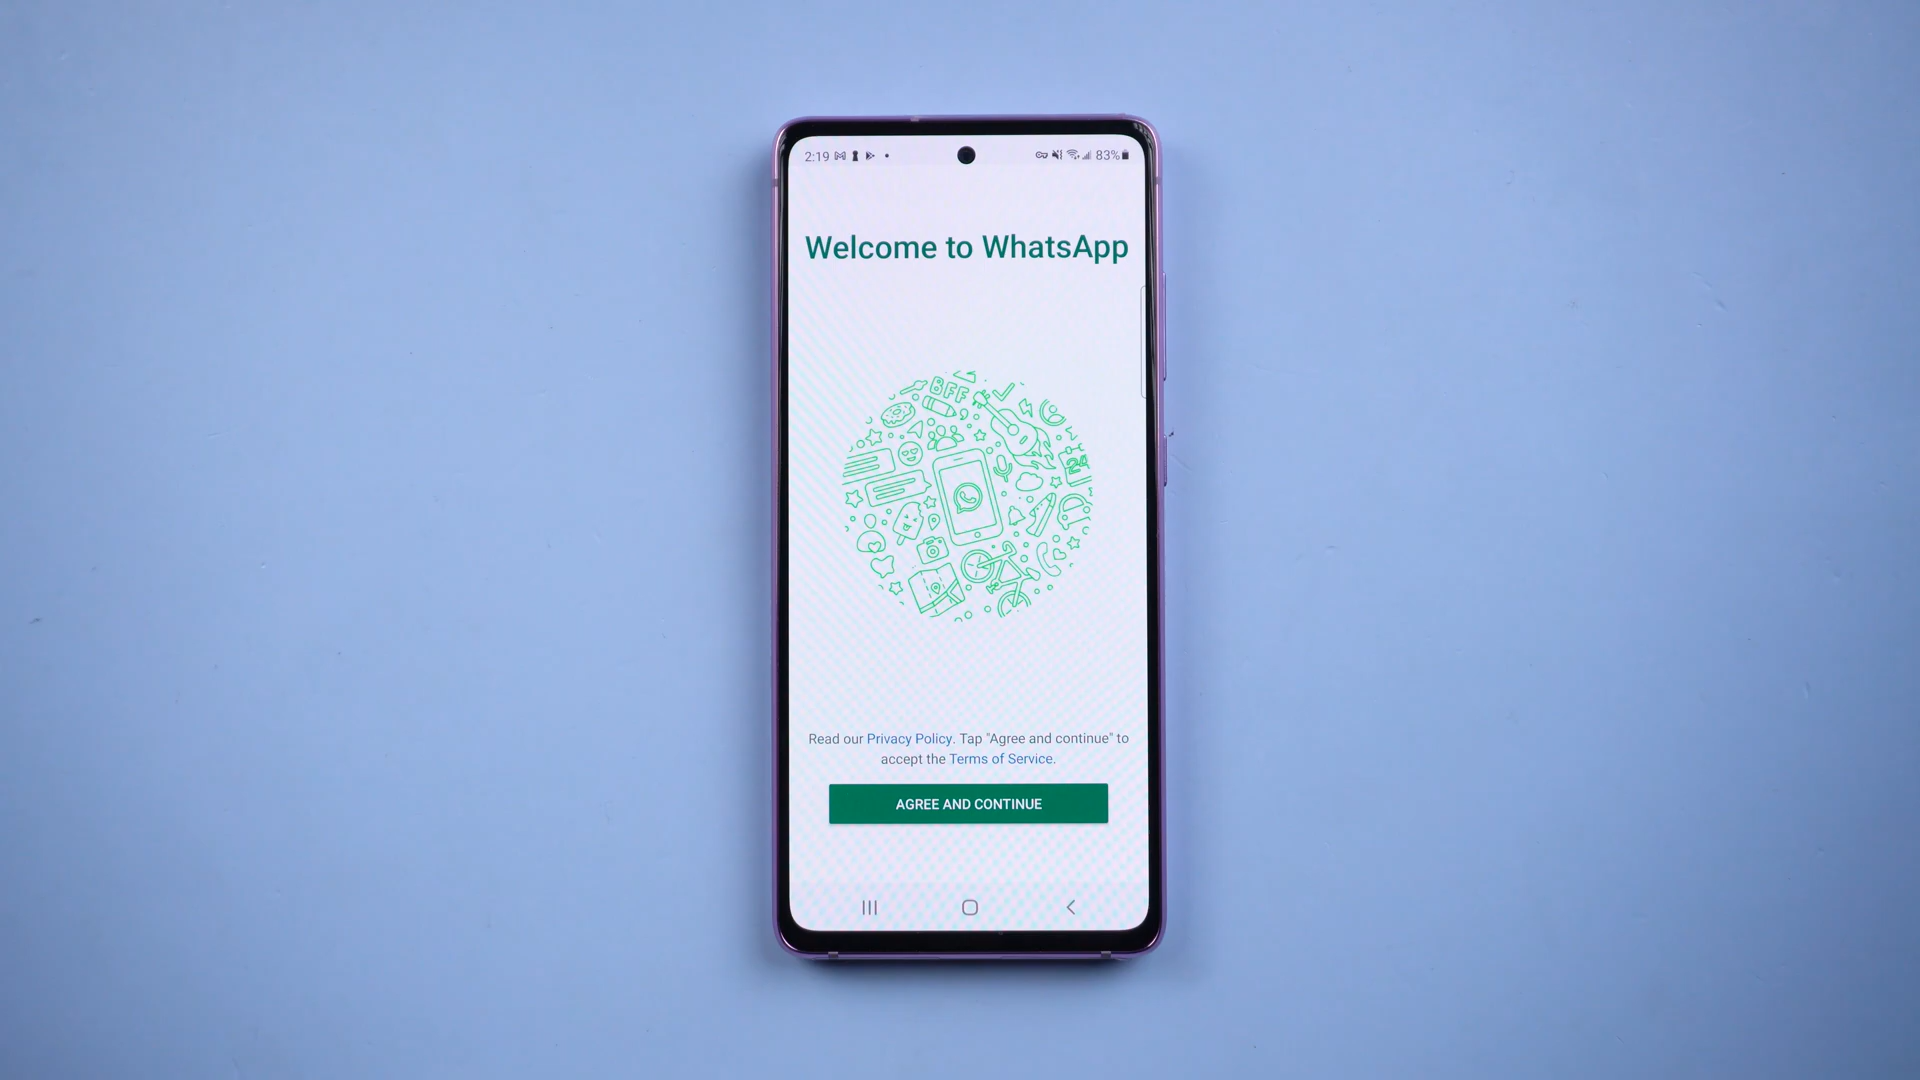 2:19 83%
Welcome to WhatsApp
BFF
24
Read our Privacy Policy. Tap "Agree and continue" to
accept the Terms of Service.
AGREE AND CONTINUE